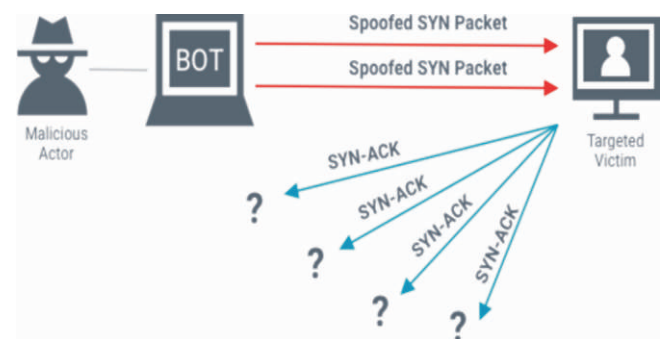 Spoofed SYN Packet
BOT
Spoofed SYN Packet
Malicious
Actor
Targeted
Victim
SYN-ACK
?
SYN-ACK
?
SYN-ACK
?
SYN-ACK
?